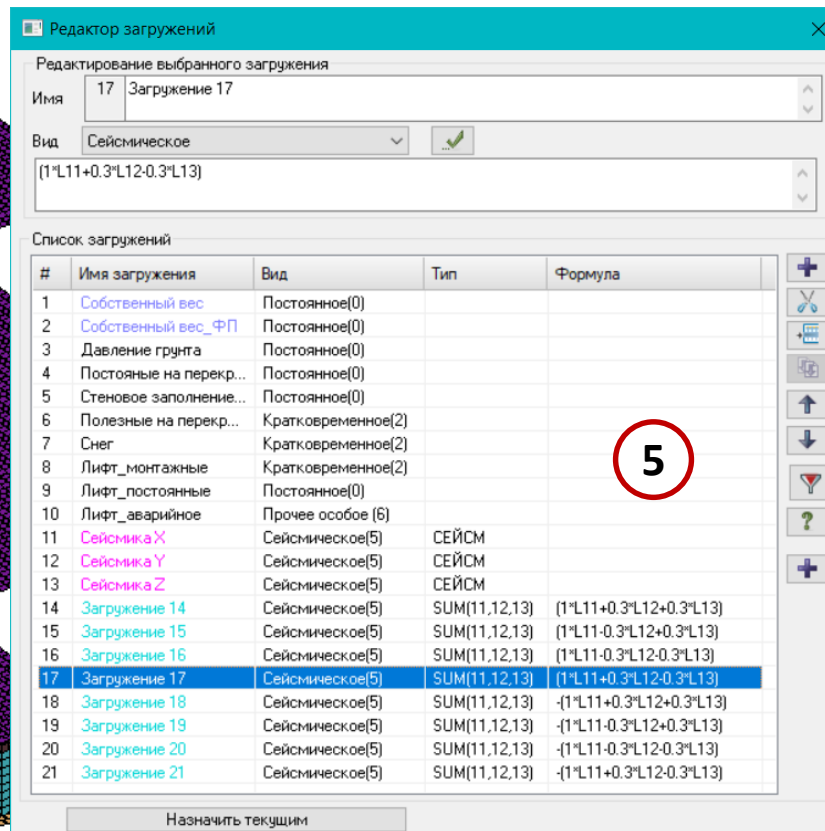 Редактор загружений
Редактирование выбранного загружения
Имя 17 Загружение 17
Вид Сейсмическое
(1*L11+0.3*L12-0.3*L13)
Список загружений
# Имя загружения Вид Тип Формула
1 Собственный вес Постоянное(0)
2 Собственный вес_ФП Постоянное(0)
3 Давление грунта Постоянное(0)
4 Постояные на перекр... Постоянное(0)
5 Стеновое заполнение... Постоянное(0)
6 Полезные на перекр... Кратковременное(2)
7 Снег Кратковременное(2)
8 Лифт_монтажные Кратковременное(2)
9 Лифт_постоянные Постоянное(0)
10 Лифт_аварийное Прочее особое (6)
5
11 Сейсмика X Сейсмическое(5) СЕЙСМ
12 Сейсмика Y Сейсмическое(5) СЕЙСМ
13 Сейсмика Z Сейсмическое(5) СЕЙСМ
14 Загружение 14 Сейсмическое(5) SUM(11,12,13) (1*L11+0.3*L12+0.3*L13)
15 Загружение 15 Сейсмическое(5) SUM(11,12,13) (1*L11-0.3*L12+0.3*L13)
16 Загружение 16 Сейсмическое(5) SUM(11,12,13) (1*L11-0.3*L12-0.3*L13)
17 Загружение 17 Сейсмическое(5) SUM(11,12,13) (1*L11+0.3*L12-0.3*L13)
18 Загружение 18 Сейсмическое(5) SUM(11,12,13) -(1*L11+0.3*L12+0.3*L13)
19 Загружение 19 Сейсмическое(5) SUM(11,12,13) -(1*L11-0.3*L12+0.3*L13)
20 Загружение 20 Сейсмическое(5) SUM(11,12,13) -(1*L11-0.3*L12-0.3*L13)
21 Загружение 21 Сейсмическое(5) SUM(11,12,13) -(1*L11+0.3*L12-0.3*L13)
Назначить текущим